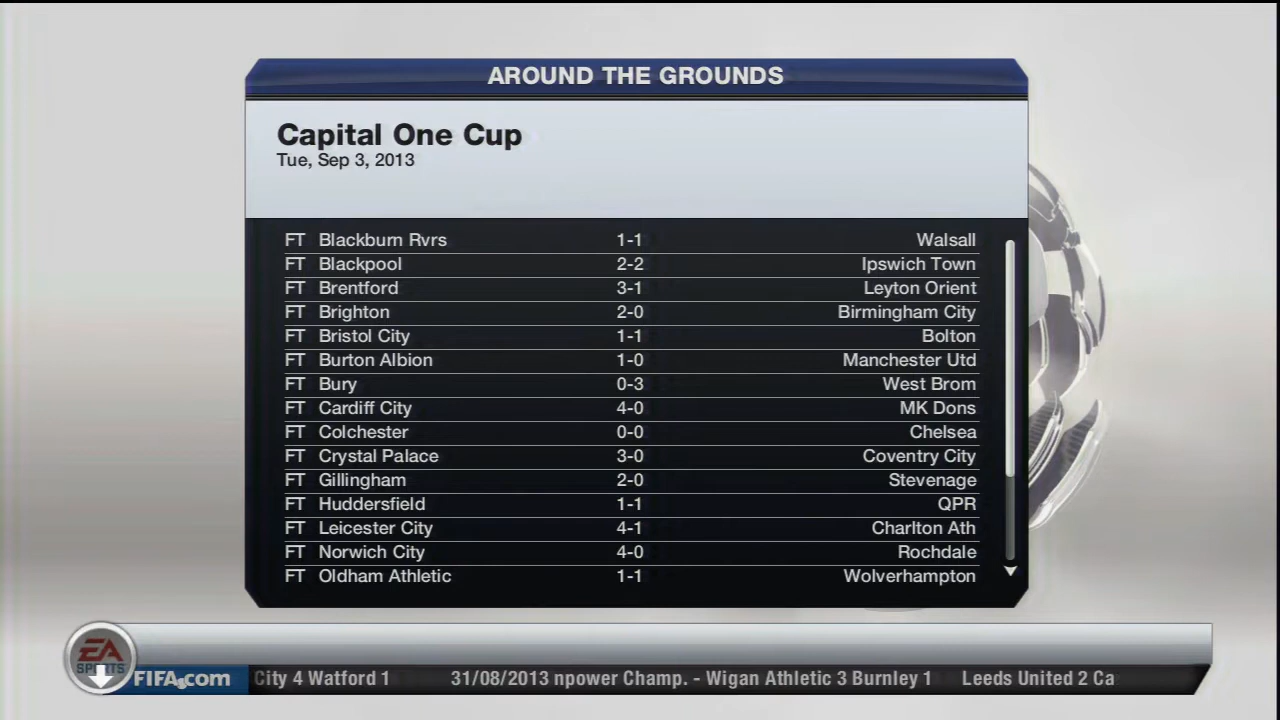 AROUND THE GROUNDS
Capital One Cup
Tue, Sep 3, 2013
FT Blackburn Rvrs 1-1 Walsall
FT Blackpool 2-2 Ipswich Town
FT Brentford 3-1 Leyton Orient
FT Brighton 2-0 Birmingham City
FT Bristol City 1-1 Bolton
FT Burton Albion 1-0 Manchester Utd
FT Bury 0-3 West Brom
FT Cardiff City 4-0 MK Dons
FT Colchester 0-0 Chelsea
FT Crystal Palace 3-0 Coventry City
FT Gillingham 2-0 Stevenage
FT Huddersfield 1-1 QPR
FT Leicester City 4-1 Charlton Ath
FT Norwich City 4-0 Rochdale
FT Oldham Athletic 1-1 Wolverhampton
EA
SPORTS
FIFA.com City 4 Watford 1 31/08/2013 npower Champ. - Wigan Athletic 3 Burnley 1 Leeds United 2 Ca